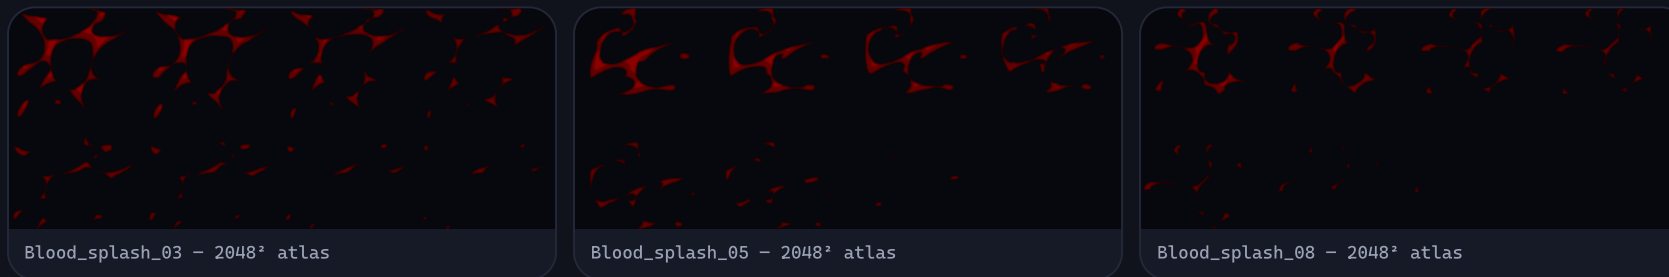 Blood_splash_03 — 2048² atlas
Blood_splash_05 — 2048² atlas
Blood_splash_08 — 2048² atlas